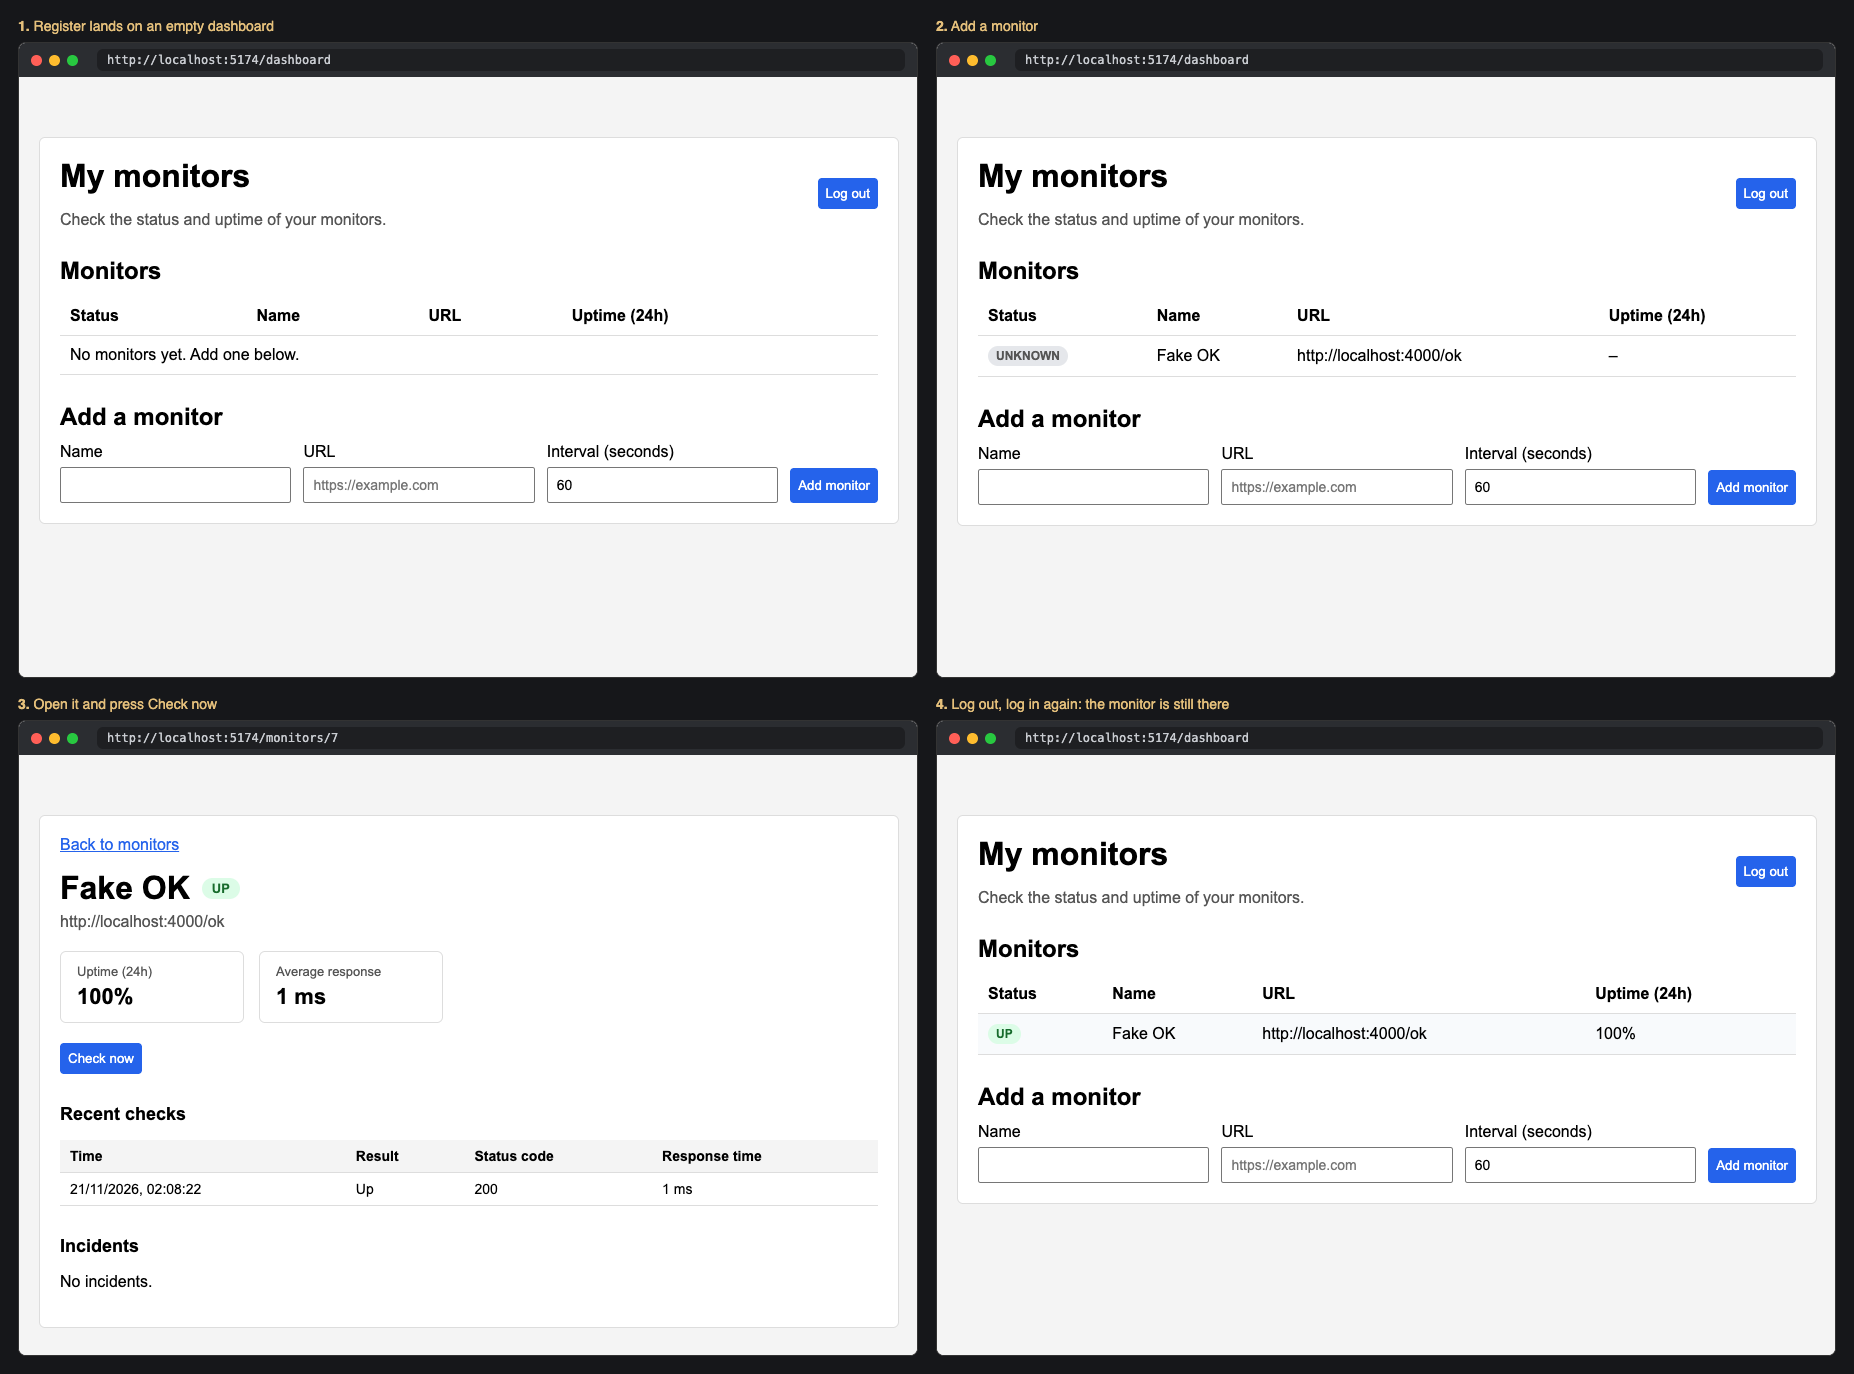 1. Register lands on an empty dashboard
http://localhost:5174/dashboard
My monitors
Log out
Check the status and uptime of your monitors.
Monitors
Status Name URL Uptime (24h)
No monitors yet. Add one below.
Add a monitor
Name URL Interval (seconds)
https://example.com 60 Add monitor
2. Add a monitor
http://localhost:5174/dashboard
My monitors
Log out
Check the status and uptime of your monitors.
Monitors
Status Name URL Uptime (24h)
UNKNOWN Fake OK http://localhost:4000/ok –
Add a monitor
Name URL Interval (seconds)
https://example.com 60 Add monitor
3. Open it and press Check now
http://localhost:5174/monitors/7
Back to monitors
Fake OK UP
http://localhost:4000/ok
Uptime (24h) Average response
100% 1 ms
Check now
Recent checks
Time Result Status code Response time
21/11/2026, 02:08:22 Up 200 1 ms
Incidents
No incidents.
4. Log out, log in again: the monitor is still there
http://localhost:5174/dashboard
My monitors
Log out
Check the status and uptime of your monitors.
Monitors
Status Name URL Uptime (24h)
UP Fake OK http://localhost:4000/ok 100%
Add a monitor
Name URL Interval (seconds)
https://example.com 60 Add monitor